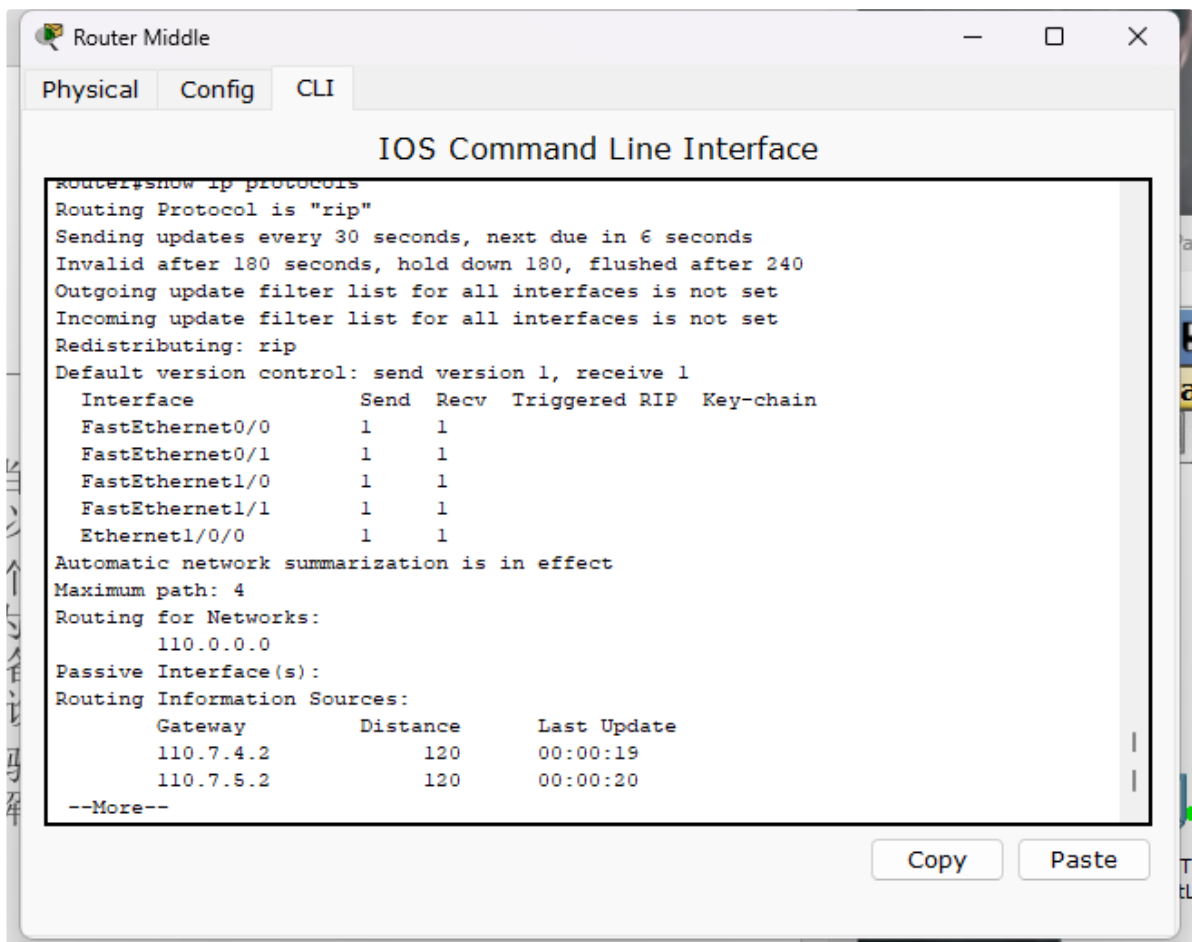 Router Middle
Physical Config CLI
IOS Command Line Interface
Router#show ip protocols
Routing Protocol is "rip"
Sending updates every 30 seconds, next due in 6 seconds
Invalid after 180 seconds, hold down 180, flushed after 240
Outgoing update filter list for all interfaces is not set
Incoming update filter list for all interfaces is not set
Redistributing: rip
Default version control: send version 1, receive 1
Interface Send Recv Triggered RIP Key-chain
FastEthernet0/0 1 1
FastEthernet0/1 1 1
FastEthernet1/0 1 1
FastEthernet1/1 1 1
Ethernet1/0/0 1 1
Automatic network summarization is in effect
Maximum path: 4
Routing for Networks:
110.0.0.0
Passive Interface(s):
Routing Information Sources:
Gateway Distance Last Update
110.7.4.2 120 00:00:19
110.7.5.2 120 00:00:20
--More--
Copy Paste